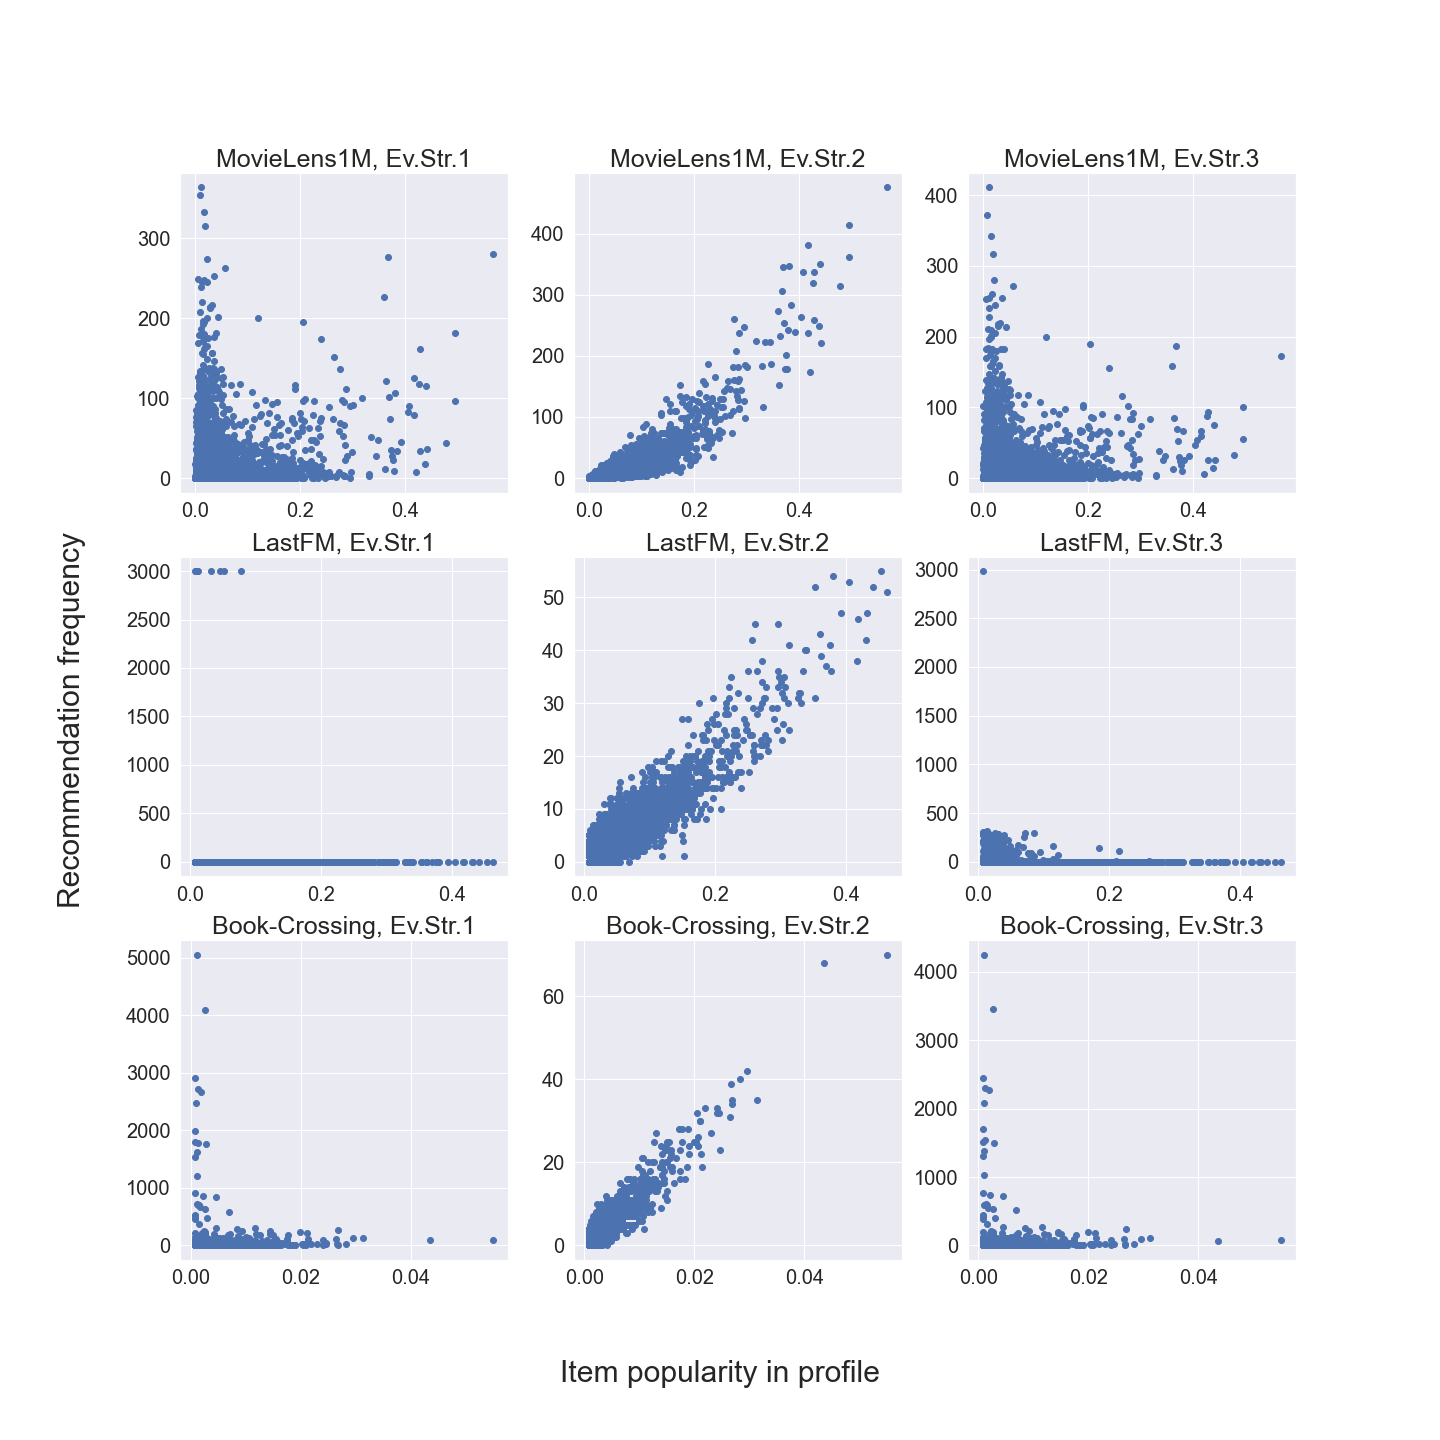 MovieLens1M, Ev.Str.1
MovieLens1M, Ev.Str.2
MovieLens1M, Ev.Str.3
300
200
100
0
0.0 0.2 0.4
400
300
200
100
0
0.0 0.2 0.4
400
300
200
100
0
0.0 0.2 0.4
LastFM, Ev.Str.1
LastFM, Ev.Str.2
LastFM, Ev.Str.3
3000
2500
2000
1500
1000
500
0
0.0 0.2 0.4
50
40
30
20
10
0
0.0 0.2 0.4
3000
2500
2000
1500
1000
500
0
0.0 0.2 0.4
Book-Crossing, Ev.Str.1
Book-Crossing, Ev.Str.2
Book-Crossing, Ev.Str.3
5000
4000
3000
2000
1000
0
0.00 0.02 0.04
60
40
20
0
0.00 0.02 0.04
4000
3000
2000
1000
0
0.00 0.02 0.04
Recommendation frequency
Item popularity in profile